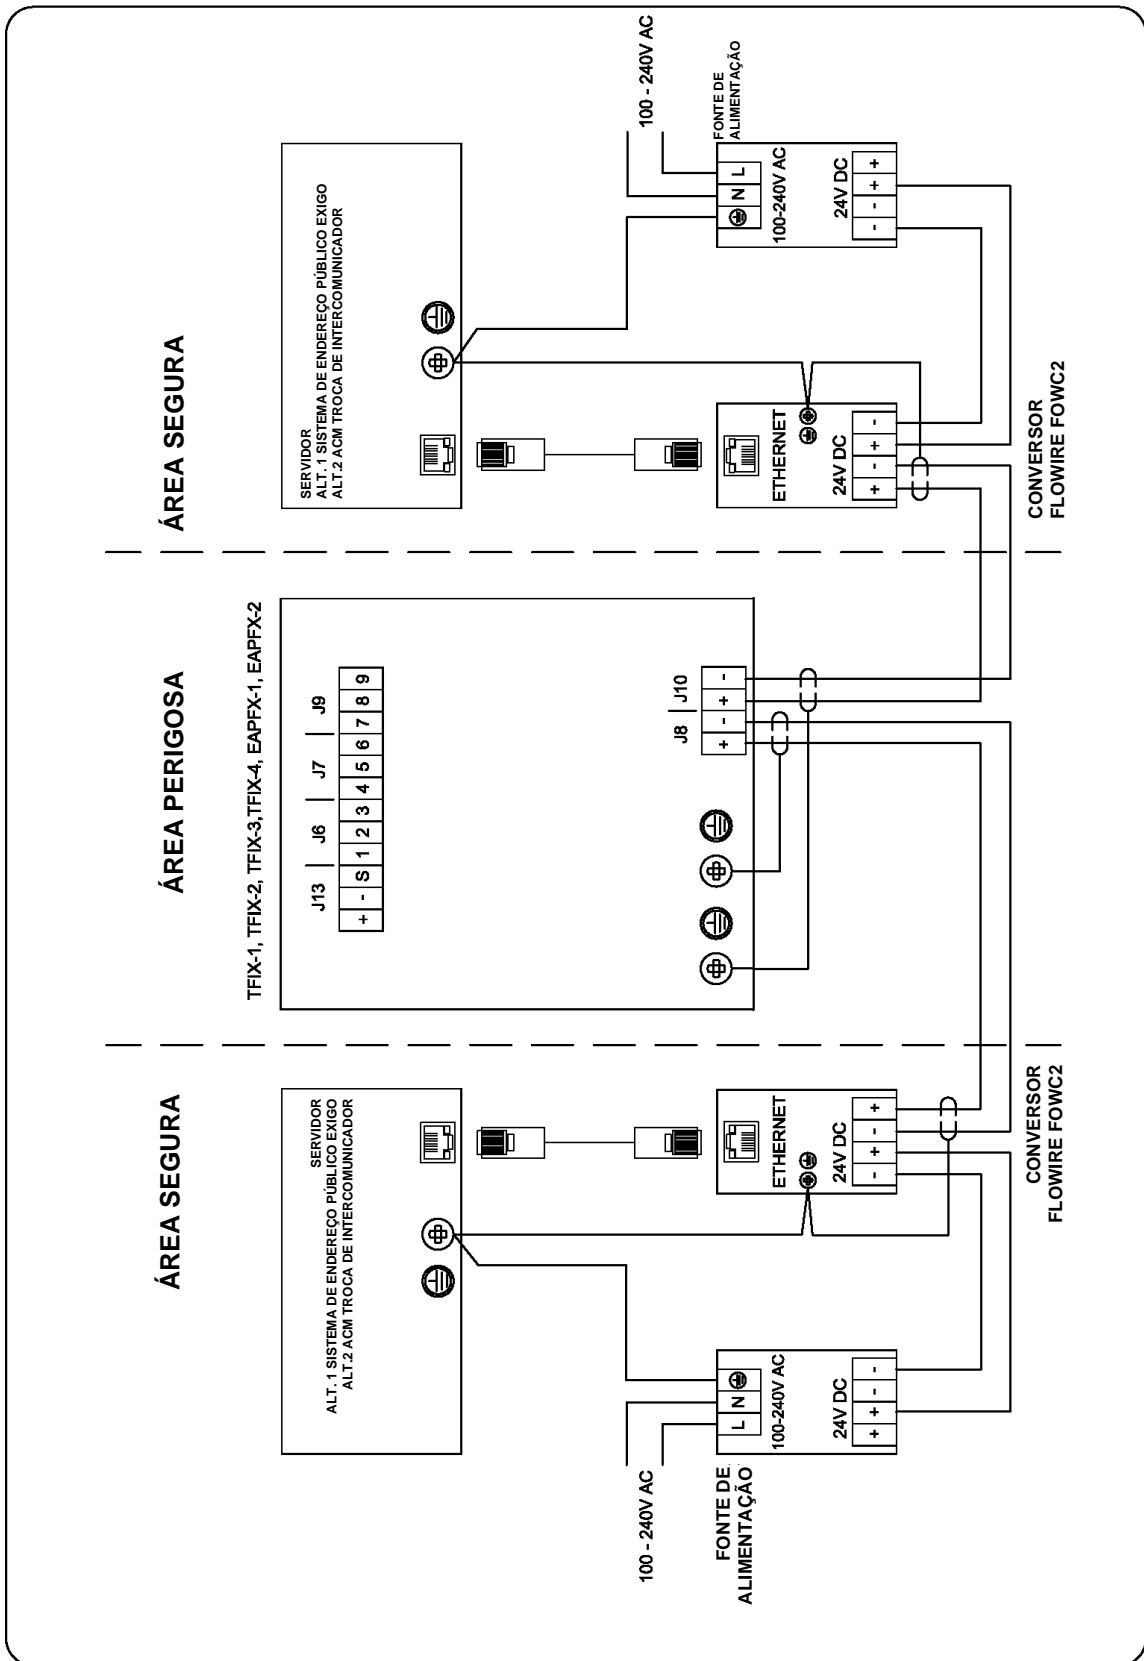 ÁREA SEGURA
ÁREA PERIGOSA
ÁREA SEGURA
SERVIDOR
ALT. 1 SISTEMA DE ENDEREÇO PÚBLICO EXIGO
ALT.2 ACM TROCA DE INTERCOMUNICADOR
TFIX-1, TFIX-2, TFIX-3,TFIX-4, EAPFX-1, EAPFX-2
J13 J6 J7 J9
+ - S 1 2 3 4 5 6 7 8 9
SERVIDOR
ALT. 1 SISTEMA DE ENDEREÇO PÚBLICO EXIGO
ALT.2 ACM TROCA DE INTERCOMUNICADOR
100 - 240V AC
FONTE DE
ALIMENTAÇÃO
L N
100-240V AC
24V DC
+ + - -
ETHERNET
24V DC
- + - +
CONVERSOR
FLOWIRE FOWC2
J8 J10
+ - + -
ETHERNET
24V DC
+ - + -
CONVERSOR
FLOWIRE FOWC2
100 - 240V AC
FONTE DE
ALIMENTAÇÃO
N L
100-240V AC
24V DC
- - + +